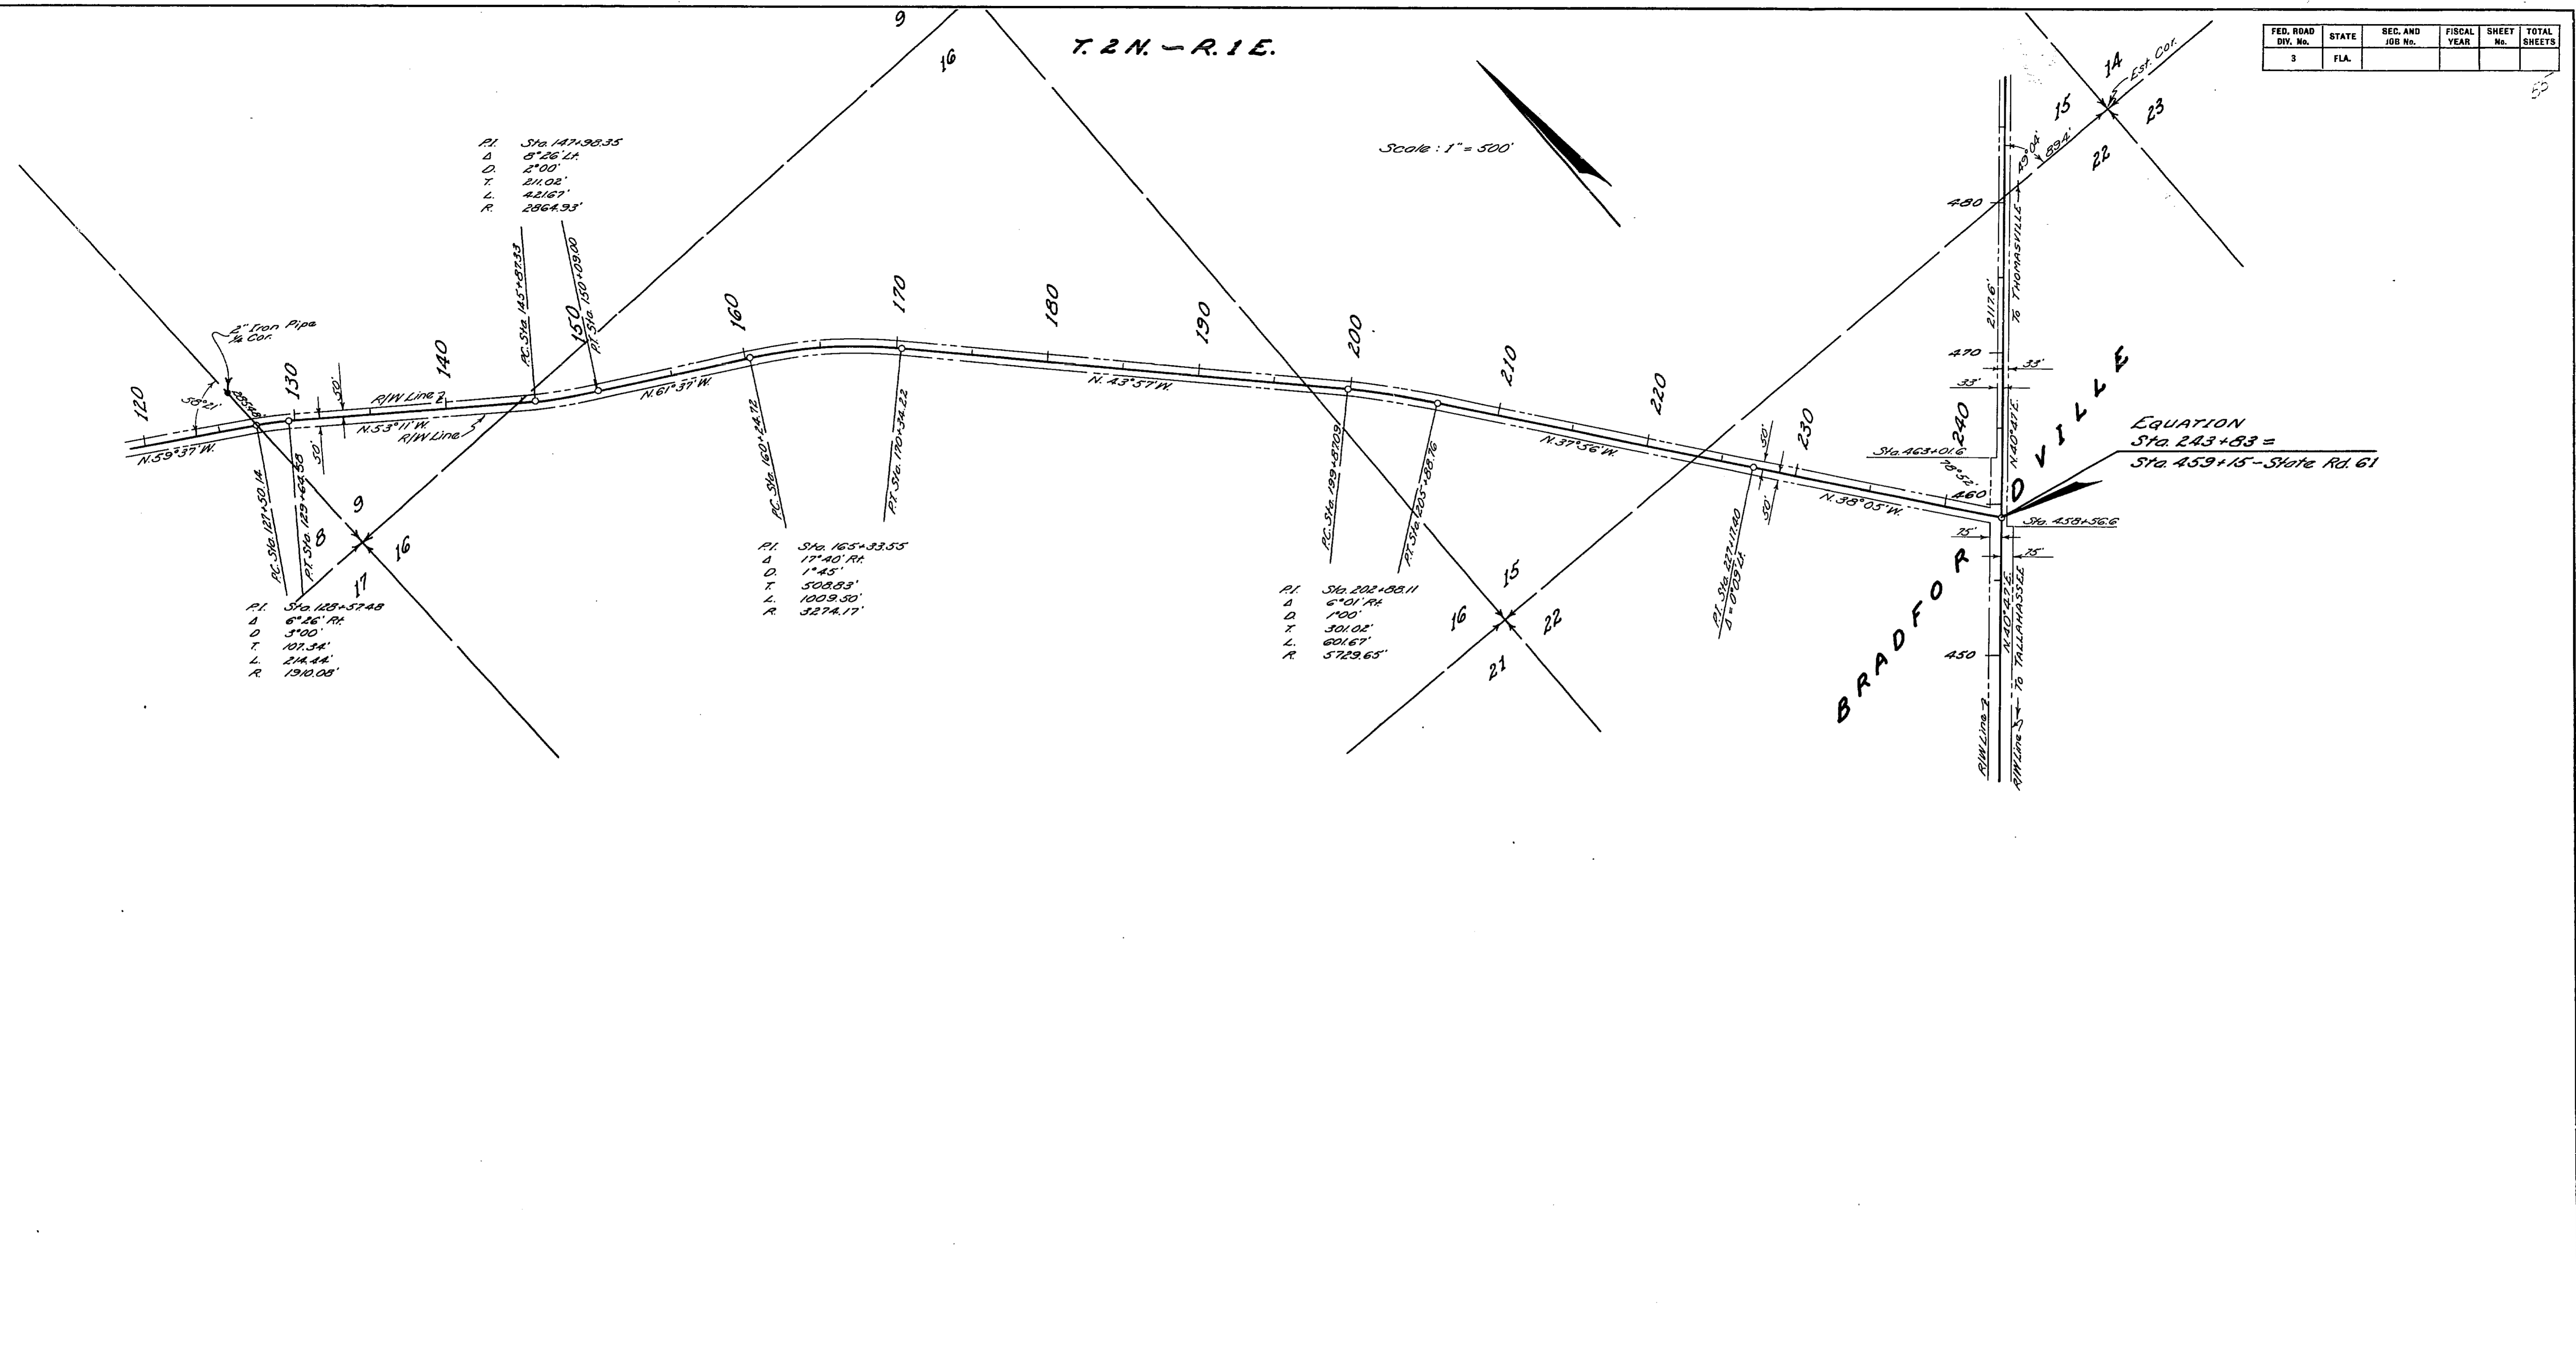 T. 2 N. – R. 1 E.
Scale : 1" = 500'
FED. ROAD DIV. No.
STATE
SEC. AND JOB No.
FISCAL YEAR
SHEET No.
TOTAL SHEETS
3
FLA.
9
16
14
Est. Cor.
15
23
22
49°04'
894'
P.I. Sta. 147+98.35
Δ 8°26' Lt.
D. 2°00'
T. 211.02'
L. 421.67'
R. 2864.93'
P.C. Sta. 145+87.33
P.T. Sta. 150+09.00
2" Iron Pipe
¼ Cor.
58°21'
120
130
140
150
160
170
180
190
200
210
220
230
240
50'
50'
R/W Line
R/W Line
N.59°37'W.
N.53°11'W.
N.61°37'W.
N. 43°57'W.
N.37°56'W.
N.38°05'W.
P.C. Sta. 127+50.14
P.T. Sta. 129+64.58
8
9
17
16
P.I. Sta. 128+57.48
Δ 6°26' Rt.
D 3°00'
T. 107.34'
L. 214.44'
R. 1910.08'
P.C. Sta. 160+24.72
P.T. Sta. 170+34.22
P.I. Sta. 165+33.55
Δ 17°40' Rt.
D. 1°45'
T. 508.83'
L. 1009.50'
R. 3274.17'
P.C. Sta. 199+87.09
P.T. Sta. 205+88.76
P.I. Sta. 202+88.11
Δ 6°01' Rt.
D. 1°00'
T. 301.02'
L. 601.67'
R. 5729.65'
16
15
22
21
P.I. Sta. 227+17.40
Δ = 0°09' Lt.
50'
50'
480
470
460
450
2117.6'
To THOMASVILLE
33'
33'
N.40°47'E.
Sta. 463+01.6
78°52'
BRADFORDVILLE
EQUATION
Sta. 243+83 =
Sta. 459+15 – State Rd. 61
Sta. 458+56.6
75'
75'
N.40°47'E.
To TALLAHASSEE
R/W Line
R/W Line